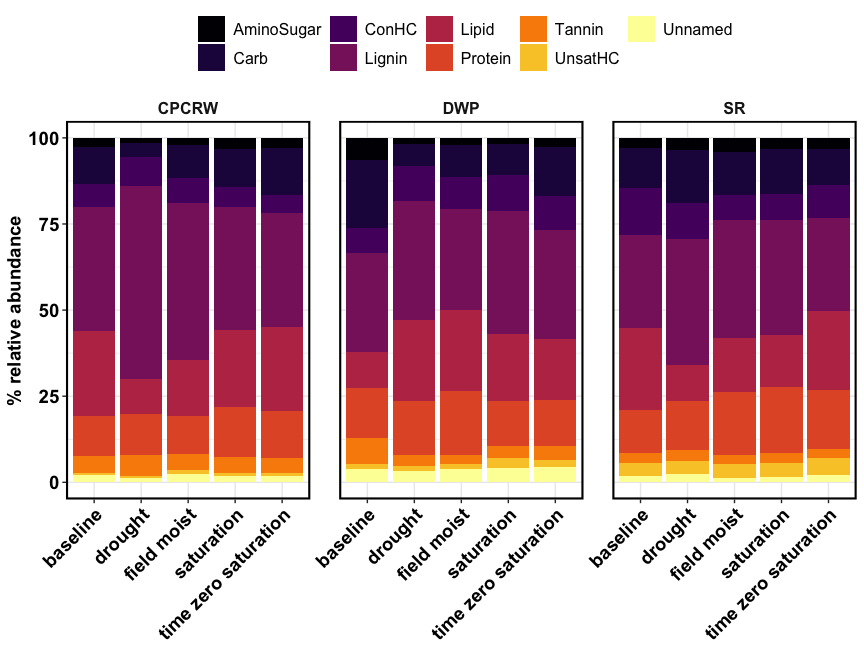 AminoSugar ConHC Lipid Tannin Unnamed
Carb Lignin Protein UnsatHC
CPCRW DWP SR
% relative abundance
100
75
50
25
0
baseline drought field moist saturation time zero saturation
baseline drought field moist saturation time zero saturation
baseline drought field moist saturation time zero saturation